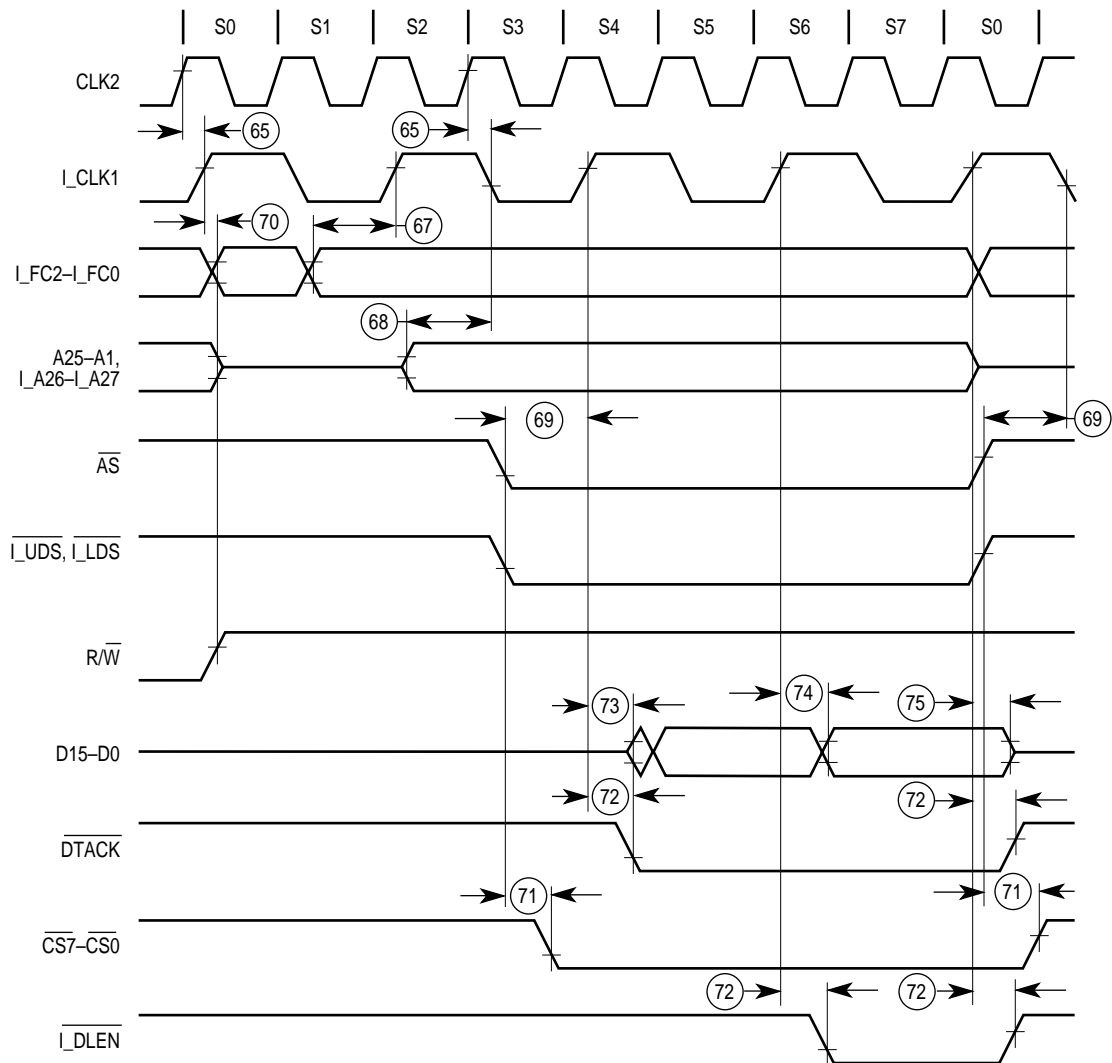 S0 S1 S2 S3 S4 S5 S6 S7 S0
CLK2
65 65
I_CLK1
70 67
I_FC2–I_FC0
68
A25–A1,
I_A26–I_A27
69 69
AS
I_UDS, I_LDS
R/W
73 74 75
D15–D0
72 72
DTACK
71 71
CS7–CS0
72 72
I_DLEN